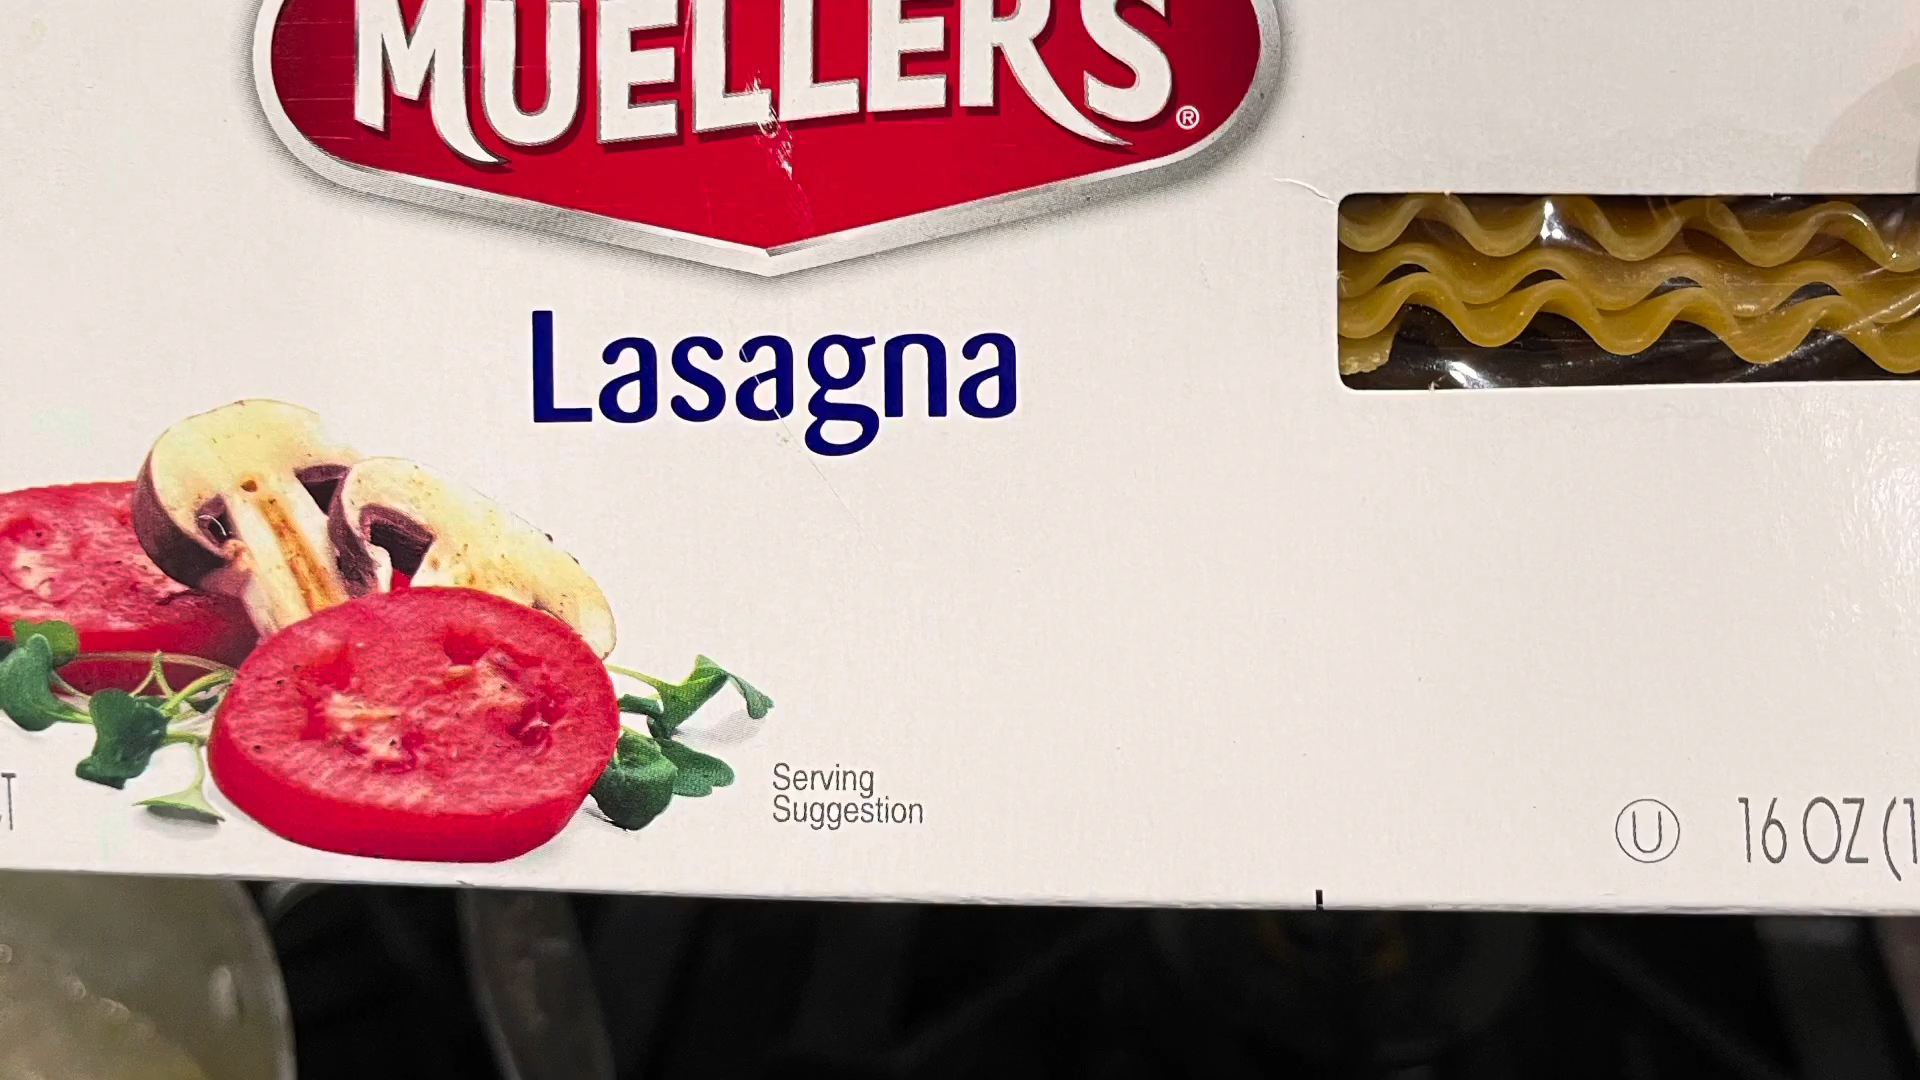 MUELLER'S®
Lasagna
Serving
Suggestion
U 16 OZ (1